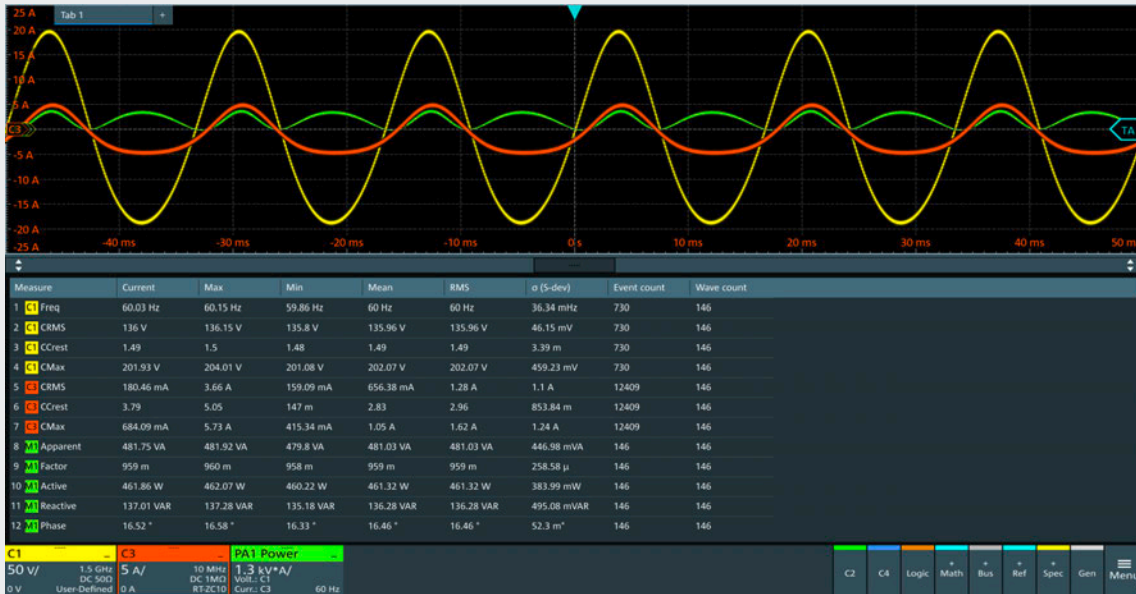 25 A
Tab 1 +
20 A
15 A
10 A
5 A
C3
TA
-5 A
-10 A
-15 A
-20 A
-25 A
-40 ms -30 ms -20 ms -10 ms 0 s 10 ms 20 ms 30 ms 40 ms 50 m
Measure Current Max Min Mean RMS σ (S-dev) Event count Wave count
1 C1 Freq 60.03 Hz 60.15 Hz 59.86 Hz 60 Hz 60 Hz 36.34 mHz 730 146
2 C1 CRMS 136 V 136.15 V 135.8 V 135.96 V 135.96 V 46.15 mV 730 146
3 C1 CCrest 1.49 1.5 1.48 1.49 1.49 3.39 m 730 146
4 C1 CMax 201.93 V 204.01 V 201.08 V 202.07 V 202.07 V 459.23 mV 730 146
5 C3 CRMS 180.46 mA 3.66 A 159.09 mA 656.38 mA 1.28 A 1.1 A 12409 146
6 C3 CCrest 3.79 5.05 147 m 2.83 2.96 853.84 m 12409 146
7 C3 CMax 684.09 mA 5.73 A 415.34 mA 1.05 A 1.62 A 1.24 A 12409 146
8 M1 Apparent 481.75 VA 481.92 VA 479.8 VA 481.03 VA 481.03 VA 446.98 mVA 146 146
9 M1 Factor 959 m 960 m 958 m 959 m 959 m 258.58 μ 146 146
10 M1 Active 461.86 W 462.07 W 460.22 W 461.32 W 461.32 W 383.99 mW 146 146
11 M1 Reactive 137.01 VAR 137.28 VAR 135.18 VAR 136.28 VAR 136.28 VAR 495.08 mVAR 146 146
12 M1 Phase 16.52 ° 16.58 ° 16.33 ° 16.46 ° 16.46 ° 52.3 m° 146 146
C1 C3 PA1 Power
50 V/ 1.5 GHz 5 A/ 10 MHz 1.3 kV*A/
DC 50Ω DC 1MΩ Volt.: C1
0 V User-Defined 0 A RT-ZC10 Curr.: C3 60 Hz
C2 C4 Logic + Math + Bus + Ref + Spec Gen Menu